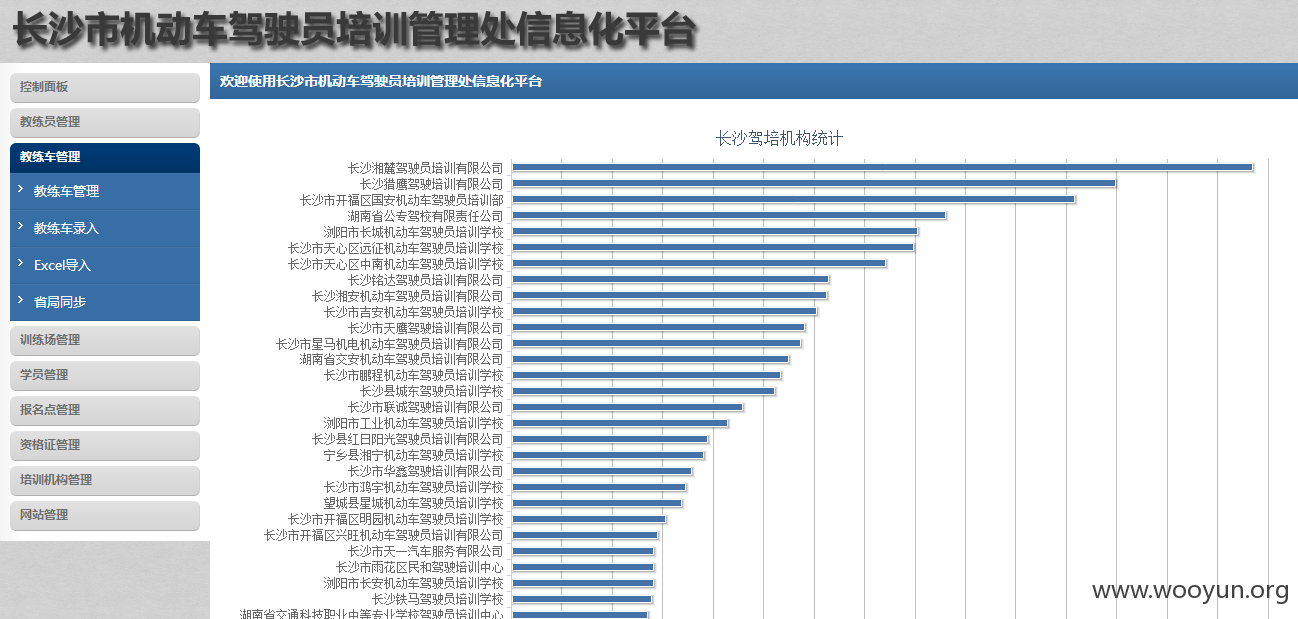 长沙市机动车驾驶员培训管理处信息化平台
控制面板
教练员管理
教练车管理
教练车管理
教练车录入
Excel导入
省局同步
训练场管理
学员管理
报名点管理
资格证管理
培训机构管理
网站管理
欢迎使用长沙市机动车驾驶员培训管理处信息化平台
长沙驾培机构统计
长沙湘麓驾驶员培训有限公司
长沙猎鹰驾驶培训有限公司
长沙市开福区国安机动车驾驶员培训部
湖南省公专驾校有限责任公司
浏阳市长城机动车驾驶员培训学校
长沙市天心区远征机动车驾驶员培训学校
长沙市天心区中南机动车驾驶员培训学校
长沙铭达驾驶员培训有限公司
长沙湘安机动车驾驶员培训有限公司
长沙市吉安机动车驾驶员培训学校
长沙市天鹰驾驶培训有限公司
长沙市星马机电机动车驾驶员培训有限公司
湖南省交安机动车驾驶员培训有限公司
长沙市鹏程机动车驾驶员培训学校
长沙县城东驾驶员培训学校
长沙市联诚驾驶培训有限公司
浏阳市工业机动车驾驶员培训学校
长沙县红日阳光驾驶员培训有限公司
宁乡县湘宁机动车驾驶员培训学校
长沙市华鑫驾驶培训有限公司
长沙市鸿宇机动车驾驶员培训学校
望城县星城机动车驾驶员培训学校
长沙市开福区明园机动车驾驶员培训学校
长沙市开福区兴旺机动车驾驶员培训有限公司
长沙市天一汽车服务有限公司
长沙市雨花区民和驾驶培训中心
浏阳市长安机动车驾驶员培训学校
长沙铁马驾驶员培训学校
湖南省交通科技职业中等专业学校驾驶员培训中心
www.wooyun.org